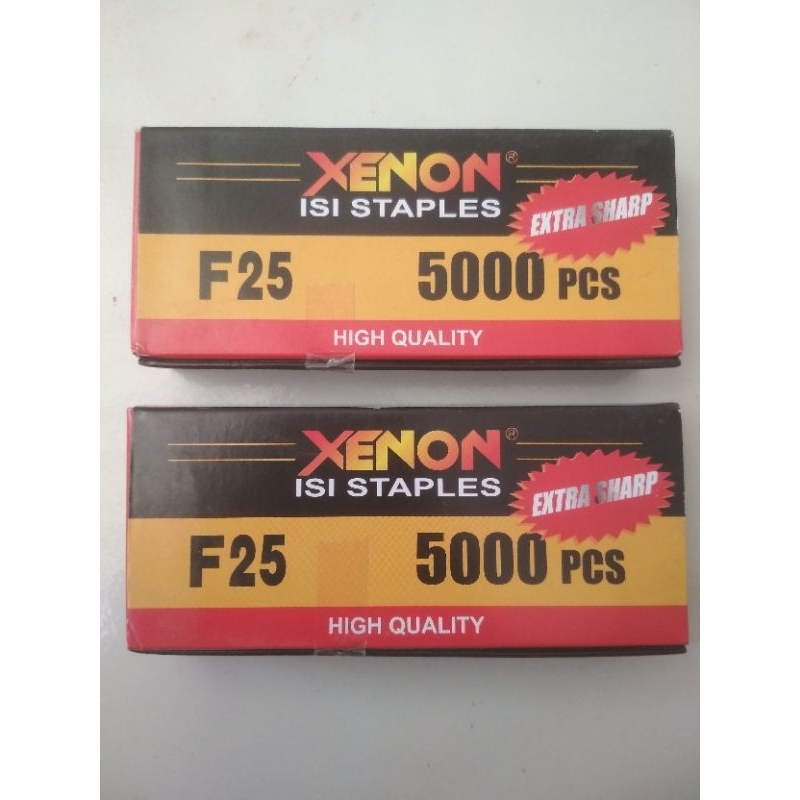 XENON®
ISI STAPLES
EXTRA SHARP
F25 5000 PCS
HIGH QUALITY
XENON®
ISI STAPLES
EXTRA SHARP
F25 5000 PCS
HIGH QUALITY